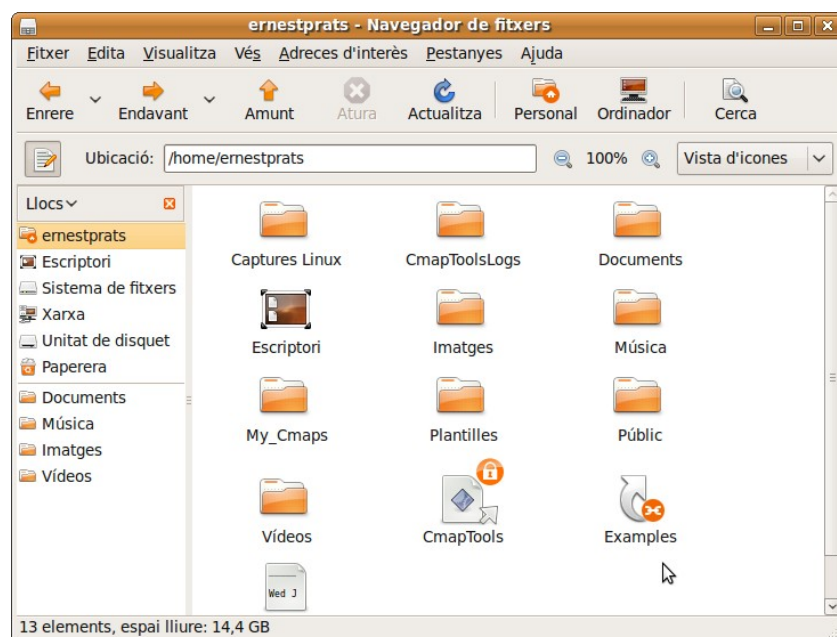 ernestprats - Navegador de fitxers
Fitxer Edita Visualitza Vés Adreces d'interès Pestanyes Ajuda
Enrere Endavant Amunt Atura Actualitza Personal Ordinador Cerca
Ubicació: /home/ernestprats 100% Vista d'icones
Llocs
ernestprats
Escriptori
Sistema de fitxers
Xarxa
Unitat de disquet
Paperera
Documents
Música
Imatges
Vídeos
Captures Linux CmapToolsLogs Documents
Escriptori Imatges Música
My_Cmaps Plantilles Públic
Vídeos CmapTools Examples
Wed J
13 elements, espai lliure: 14,4 GB